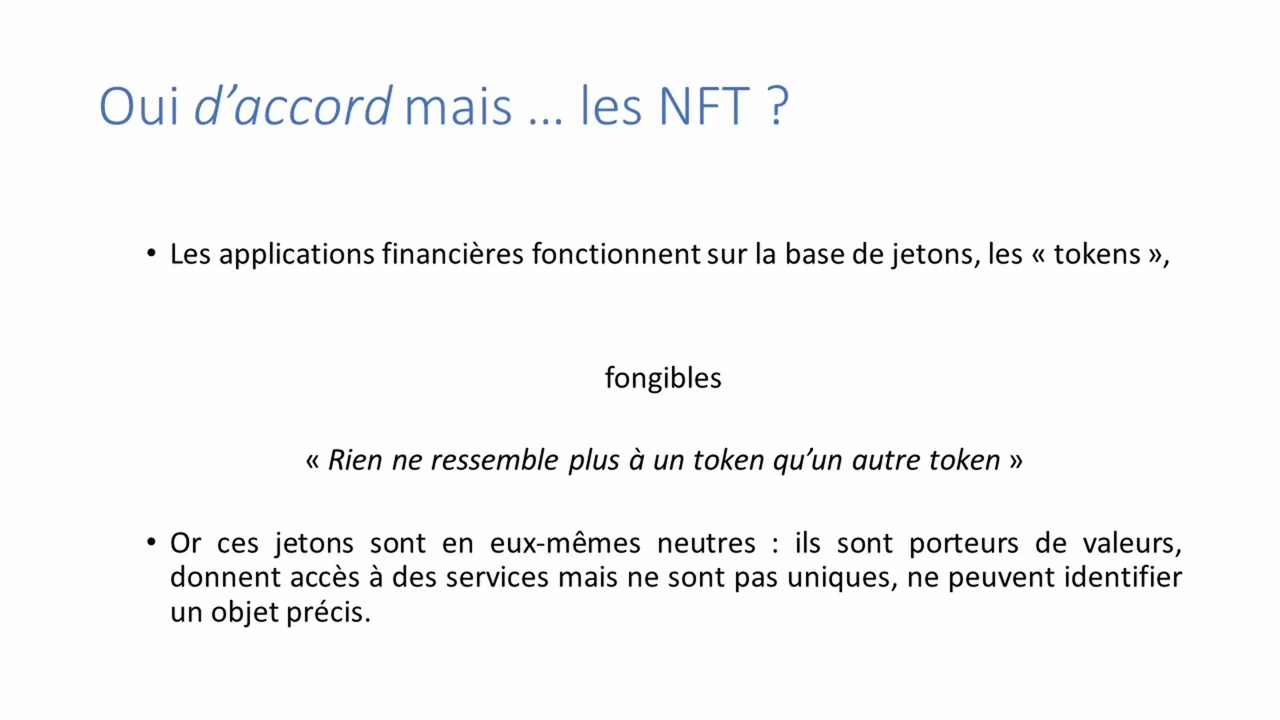 Oui d’accord mais … les NFT ?
• Les applications financières fonctionnent sur la base de jetons, les « tokens »,
fongibles
« Rien ne ressemble plus à un token qu’un autre token »
• Or ces jetons sont en eux-mêmes neutres : ils sont porteurs de valeurs,
donnent accès à des services mais ne sont pas uniques, ne peuvent identifier
un objet précis.